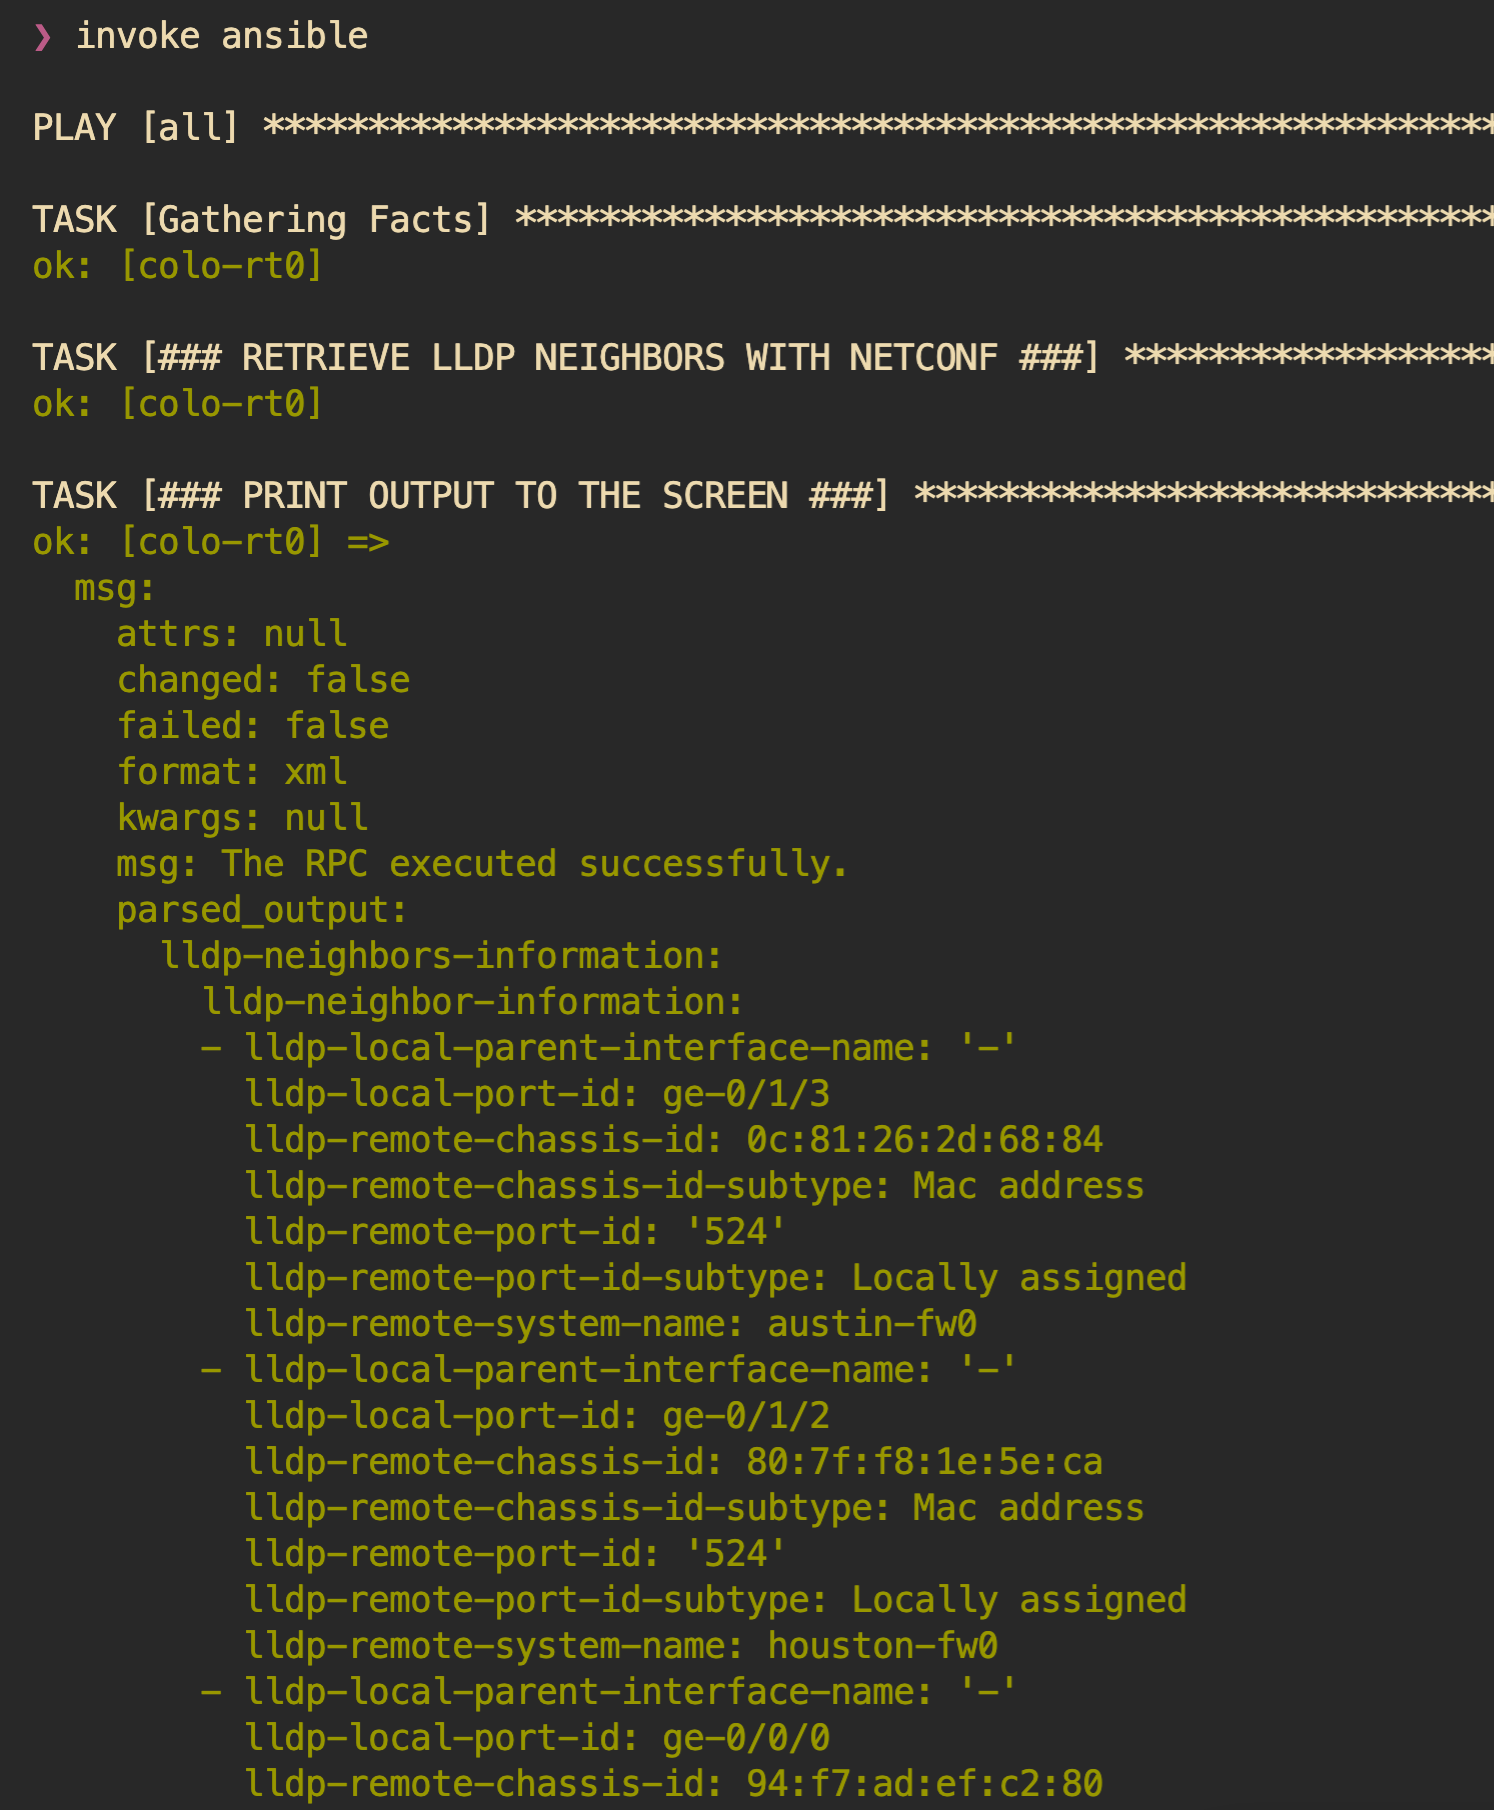 ❯ invoke ansible
PLAY [all] ***********************************************************
TASK [Gathering Facts] ***********************************************
ok: [colo-rt0]
TASK [### RETRIEVE LLDP NEIGHBORS WITH NETCONF ###] ******************
ok: [colo-rt0]
TASK [### PRINT OUTPUT TO THE SCREEN ###] ****************************
ok: [colo-rt0] =>
  msg:
    attrs: null
    changed: false
    failed: false
    format: xml
    kwargs: null
    msg: The RPC executed successfully.
    parsed_output:
      lldp-neighbors-information:
        lldp-neighbor-information:
        - lldp-local-parent-interface-name: '-'
          lldp-local-port-id: ge-0/1/3
          lldp-remote-chassis-id: 0c:81:26:2d:68:84
          lldp-remote-chassis-id-subtype: Mac address
          lldp-remote-port-id: '524'
          lldp-remote-port-id-subtype: Locally assigned
          lldp-remote-system-name: austin-fw0
        - lldp-local-parent-interface-name: '-'
          lldp-local-port-id: ge-0/1/2
          lldp-remote-chassis-id: 80:7f:f8:1e:5e:ca
          lldp-remote-chassis-id-subtype: Mac address
          lldp-remote-port-id: '524'
          lldp-remote-port-id-subtype: Locally assigned
          lldp-remote-system-name: houston-fw0
        - lldp-local-parent-interface-name: '-'
          lldp-local-port-id: ge-0/0/0
          lldp-remote-chassis-id: 94:f7:ad:ef:c2:80